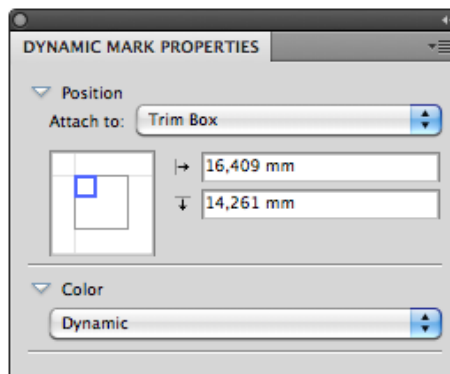 DYNAMIC MARK PROPERTIES
Position
Attach to: Trim Box
16,409 mm
14,261 mm
Color
Dynamic